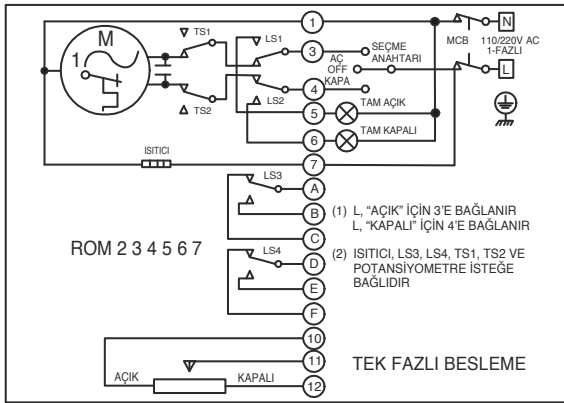 M
1
TS1
TS2
LS1
LS2
1
3
4
5
6
7
AÇ
OFF
KAPA
SEÇME
ANAHTARI
MCB
110/220V AC
1-FAZLI
N
L
TAM AÇIK
TAM KAPALI
ISITICI
LS3
A
B
C
LS4
D
E
F
10
11
12
(1) L, "AÇIK" İÇİN 3'E BAĞLANIR
L, "KAPALI" İÇİN 4'E BAĞLANIR
(2) ISITICI, LS3, LS4, TS1, TS2 VE
POTANSİYOMETRE İSTEĞE
BAĞLIDIR
ROM 2 3 4 5 6 7
AÇIK
KAPALI
TEK FAZLI BESLEME